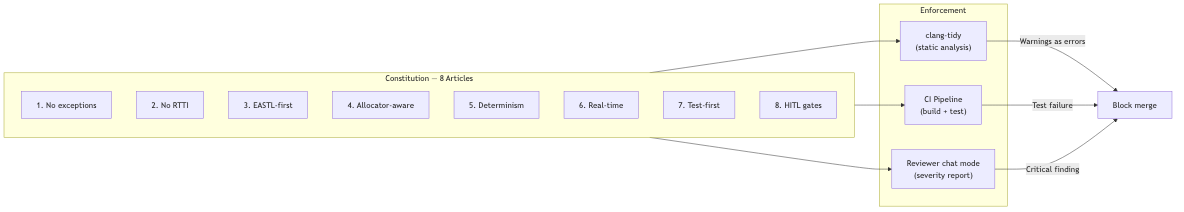 Enforcement
clang-tidy
(static analysis)
Warnings as errors
Constitution — 8 Articles
1. No exceptions
2. No RTTI
3. EASTL-first
4. Allocator-aware
5. Determinism
6. Real-time
7. Test-first
8. HITL gates
CI Pipeline
(build + test)
Test failure
Block merge
Reviewer chat mode
(severity report)
Critical finding